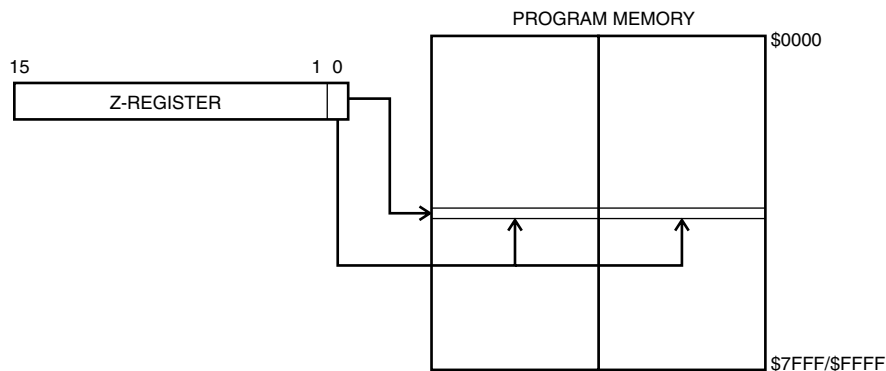 PROGRAM MEMORY
$0000
15 1 0
Z-REGISTER
$7FFF/$FFFF